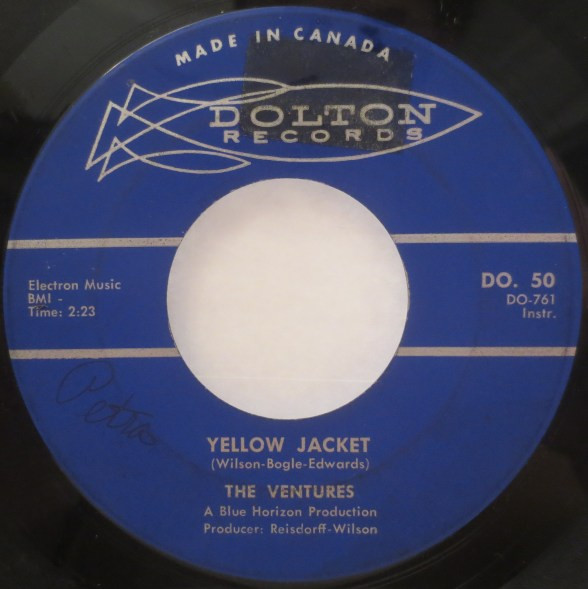 MADE IN CANADA
DOLTON
RECORDS
Electron Music
BMI -
Time: 2:23
DO. 50
DO-761
Instr.
Petra
YELLOW JACKET
(Wilson-Bogle-Edwards)
THE VENTURES
A Blue Horizon Production
Producer: Reisdorff-Wilson